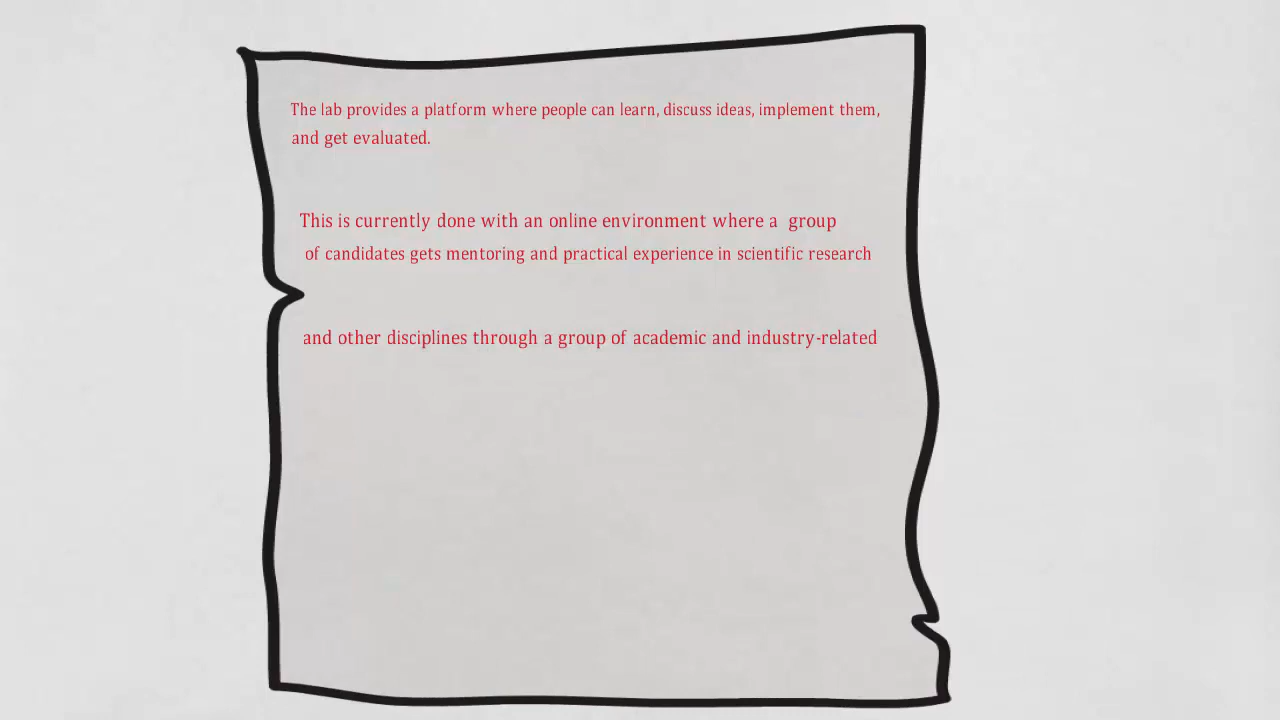 The lab provides a platform where people can learn, discuss ideas, implement them,
and get evaluated.
This is currently done with an online environment where a group
of candidates gets mentoring and practical experience in scientific research
and other disciplines through a group of academic and industry-related